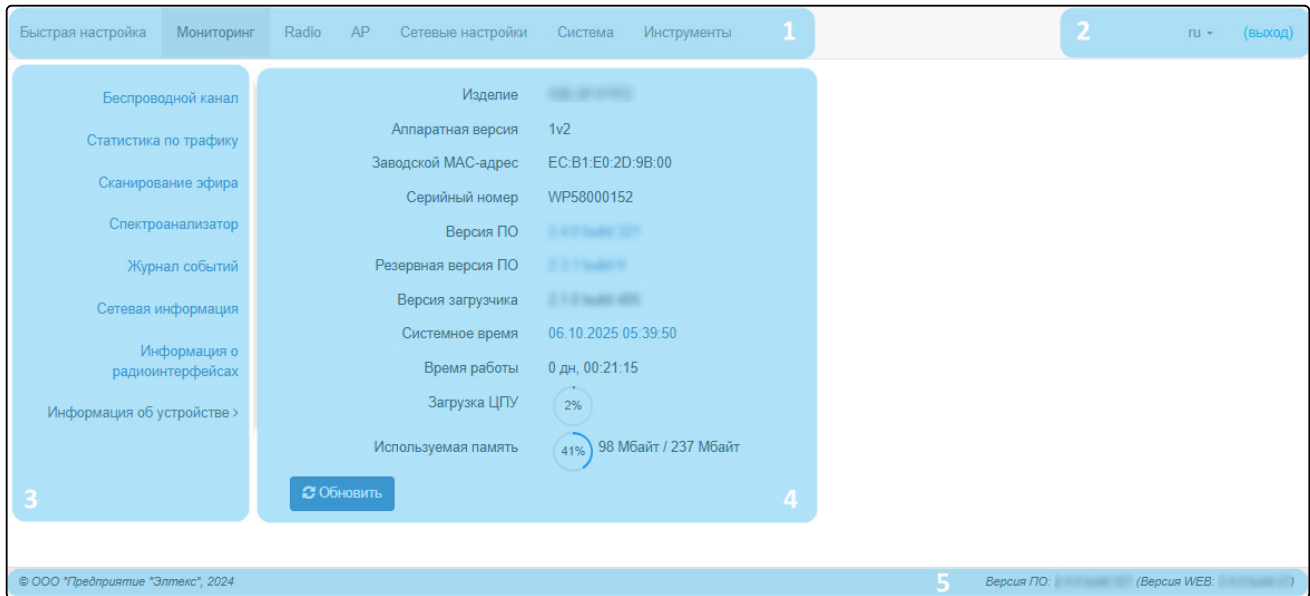 Быстрая настройка Мониторинг Radio AP Сетевые настройки Система Инструменты 1 2 ru (выход)
Беспроводной канал
Статистика по трафику
Сканирование эфира
Спектроанализатор
Журнал событий
Сетевая информация
Информация о
радиоинтерфейсах
Информация об устройстве >
3
Изделие
Аппаратная версия 1v2
Заводской MAC-адрес EC:B1:E0:2D:9B:00
Серийный номер WP58000152
Версия ПО
Резервная версия ПО
Версия загрузчика
Системное время 06.10.2025 05:39:50
Время работы 0 дн, 00:21:15
Загрузка ЦПУ 2%
Используемая память 41% 98 Мбайт / 237 Мбайт
Обновить
4
© ООО "Предприятие "Элтекс", 2024 5 Версия ПО: (Версия WEB: )